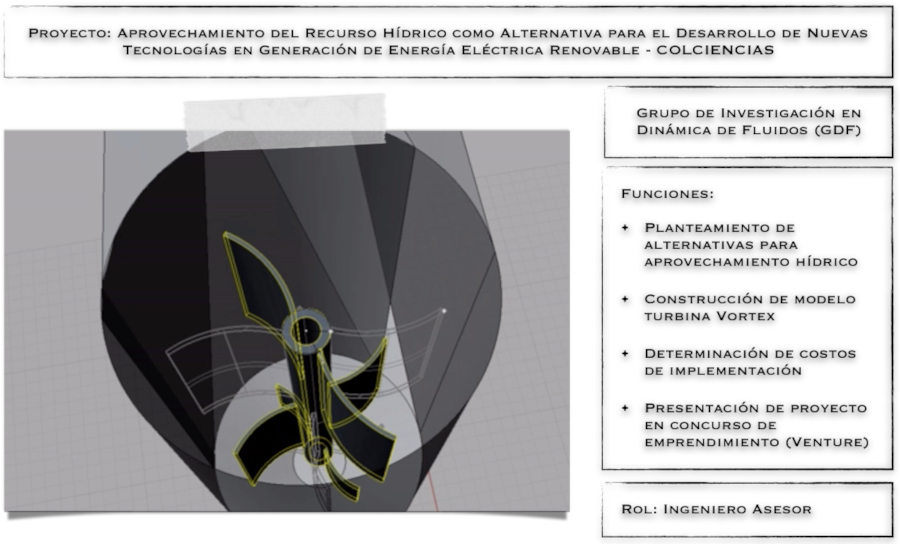 Proyecto: Aprovechamiento del Recurso Hídrico como Alternativa para el Desarrollo de Nuevas
Tecnologías en Generación de Energía Eléctrica Renovable - COLCIENCIAS
Grupo de Investigación en
Dinámica de Fluidos (GDF)
Funciones:
+ Planteamiento de
alternativas para
aprovechamiento hídrico
+ Construcción de modelo
turbina Vortex
+ Determinación de costos
de implementación
+ Presentación de proyecto
en concurso de
emprendimiento (Venture)
Rol: Ingeniero Asesor